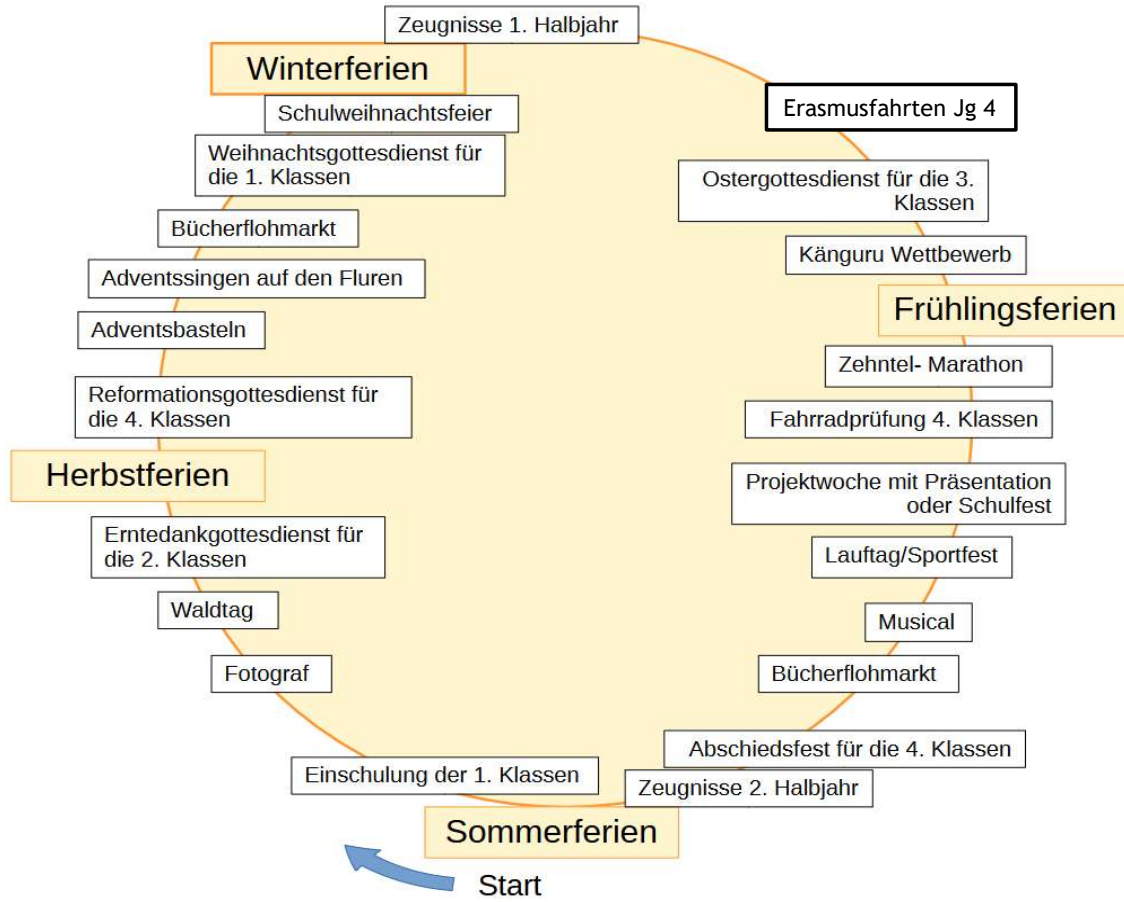 Zeugnisse 1. Halbjahr
Winterferien
Schulweihnachtsfeier
Weihnachtsgottesdienst für
die 1. Klassen
Bücherflohmarkt
Adventssingen auf den Fluren
Adventsbasteln
Reformationsgottesdienst für
die 4. Klassen
Herbstferien
Erntedankgottesdienst für
die 2. Klassen
Waldtag
Fotograf
Einschulung der 1. Klassen
Erasmusfahrten Jg 4
Ostergottesdienst für die 3.
Klassen
Känguru Wettbewerb
Frühlingsferien
Zehntel- Marathon
Fahrradprüfung 4. Klassen
Projektwoche mit Präsentation
oder Schulfest
Lauftag/Sportfest
Musical
Bücherflohmarkt
Abschiedsfest für die 4. Klassen
Zeugnisse 2. Halbjahr
Sommerferien
Start